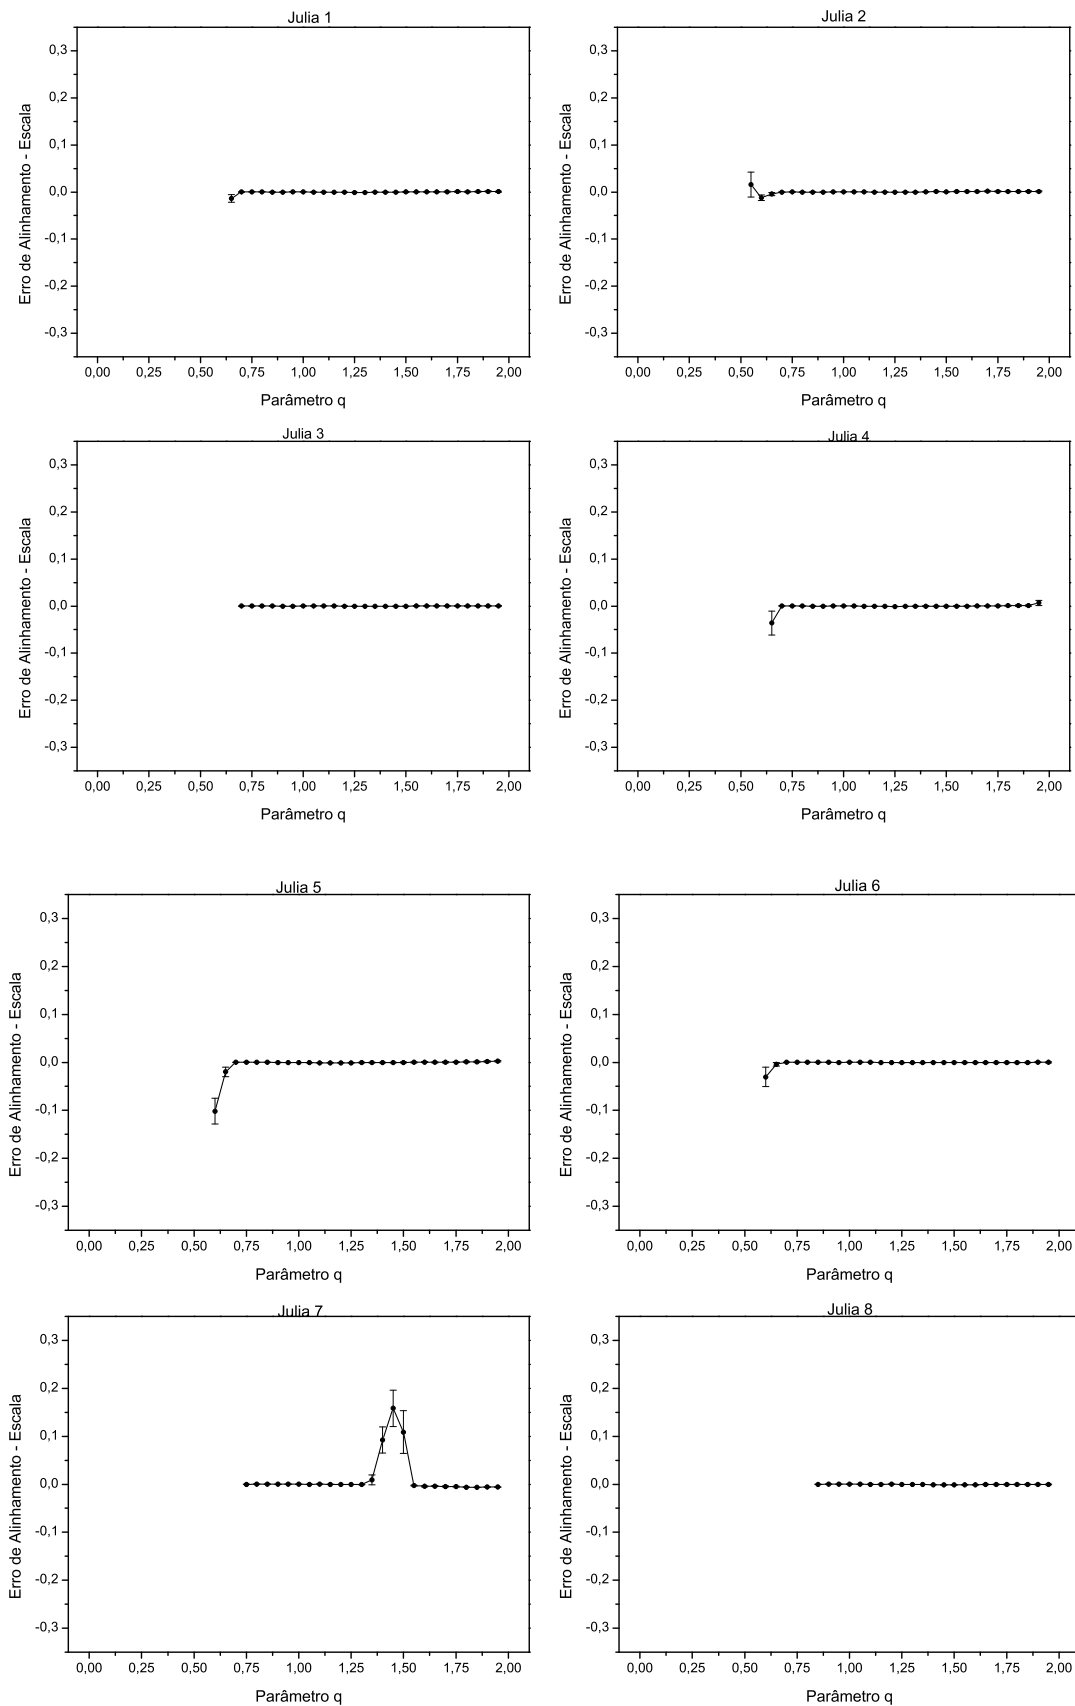 Julia 1
0,3
0,2
0,1
0,0
-0,1
-0,2
-0,3
Erro de Alinhamento - Escala
0,00 0,25 0,50 0,75 1,00 1,25 1,50 1,75 2,00
Parâmetro q
Julia 2
0,3
0,2
0,1
0,0
-0,1
-0,2
-0,3
Erro de Alinhamento - Escala
0,00 0,25 0,50 0,75 1,00 1,25 1,50 1,75 2,00
Parâmetro q
Julia 3
0,3
0,2
0,1
0,0
-0,1
-0,2
-0,3
Erro de Alinhamento - Escala
0,00 0,25 0,50 0,75 1,00 1,25 1,50 1,75 2,00
Parâmetro q
Julia 4
0,3
0,2
0,1
0,0
-0,1
-0,2
-0,3
Erro de Alinhamento - Escala
0,00 0,25 0,50 0,75 1,00 1,25 1,50 1,75 2,00
Parâmetro q
Julia 5
0,3
0,2
0,1
0,0
-0,1
-0,2
-0,3
Erro de Alinhamento - Escala
0,00 0,25 0,50 0,75 1,00 1,25 1,50 1,75 2,00
Parâmetro q
Julia 6
0,3
0,2
0,1
0,0
-0,1
-0,2
-0,3
Erro de Alinhamento - Escala
0,00 0,25 0,50 0,75 1,00 1,25 1,50 1,75 2,00
Parâmetro q
Julia 7
0,3
0,2
0,1
0,0
-0,1
-0,2
-0,3
Erro de Alinhamento - Escala
0,00 0,25 0,50 0,75 1,00 1,25 1,50 1,75 2,00
Parâmetro q
Julia 8
0,3
0,2
0,1
0,0
-0,1
-0,2
-0,3
Erro de Alinhamento - Escala
0,00 0,25 0,50 0,75 1,00 1,25 1,50 1,75 2,00
Parâmetro q